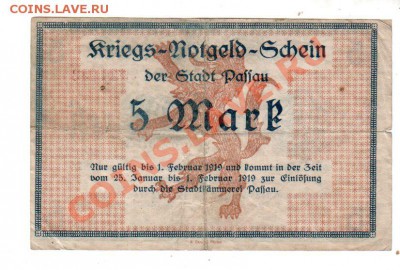 COINS.LAVE.RU
Kriegs-Notgeld-Schein
der Stadt Passau
5 Mark
Nur gültig bis 1. Februar 1919 und kommt in der Zeit
vom 25. Januar bis 1. Februar 1919 zur Einlösung
durch die Stadtkämmerei Passau.
COINS.LAVE.RU